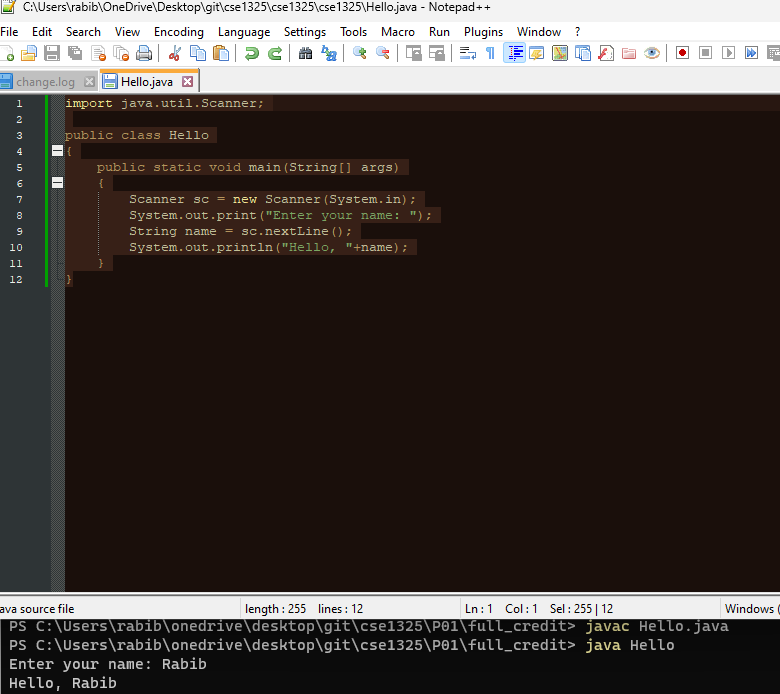 C:\Users\rabib\OneDrive\Desktop\git\cse1325\cse1325\cse1325\Hello.java - Notepad++
File Edit Search View Encoding Language Settings Tools Macro Run Plugins Window ?
change.log Hello.java
1 import java.util.Scanner;
2
3 public class Hello
4 {
5 public static void main(String[] args)
6 {
7 Scanner sc = new Scanner(System.in);
8 System.out.print("Enter your name: ");
9 String name = sc.nextLine();
10 System.out.println("Hello, "+name);
11 }
12 }
ava source file length : 255 lines : 12 Ln : 1 Col : 1 Sel : 255 | 12 Windows (
PS C:\Users\rabib\onedrive\desktop\git\cse1325\P01\full_credit> javac Hello.java
PS C:\Users\rabib\onedrive\desktop\git\cse1325\P01\full_credit> java Hello
Enter your name: Rabib
Hello, Rabib